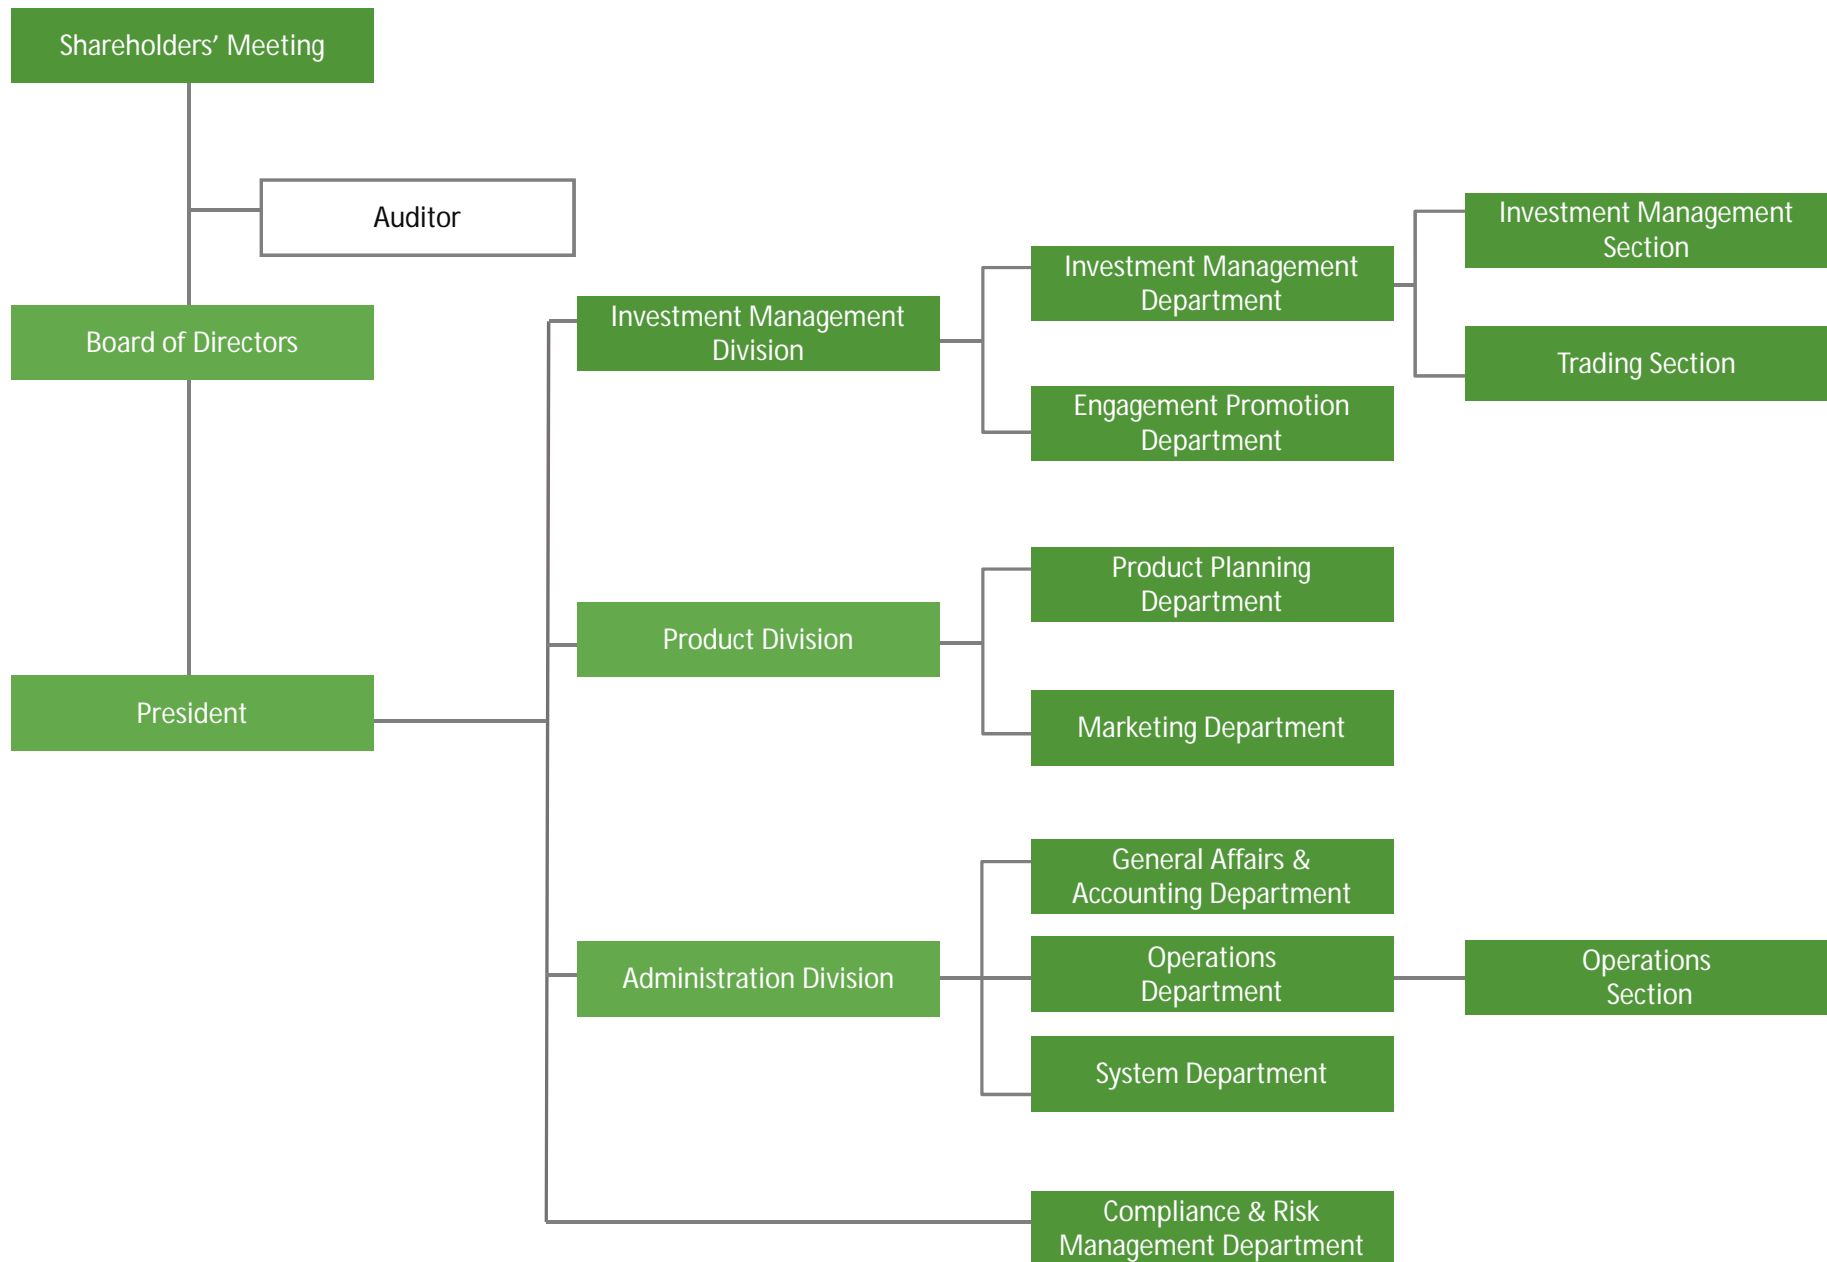 Shareholders’ Meeting
Auditor
Board of Directors
President
Investment Management
Division
Investment Management
Department
Investment Management
Section
Trading Section
Engagement Promotion
Department
Product Division
Product Planning
Department
Marketing Department
Administration Division
General Affairs &
Accounting Department
Operations
Department
Operations
Section
System Department
Compliance & Risk
Management Department